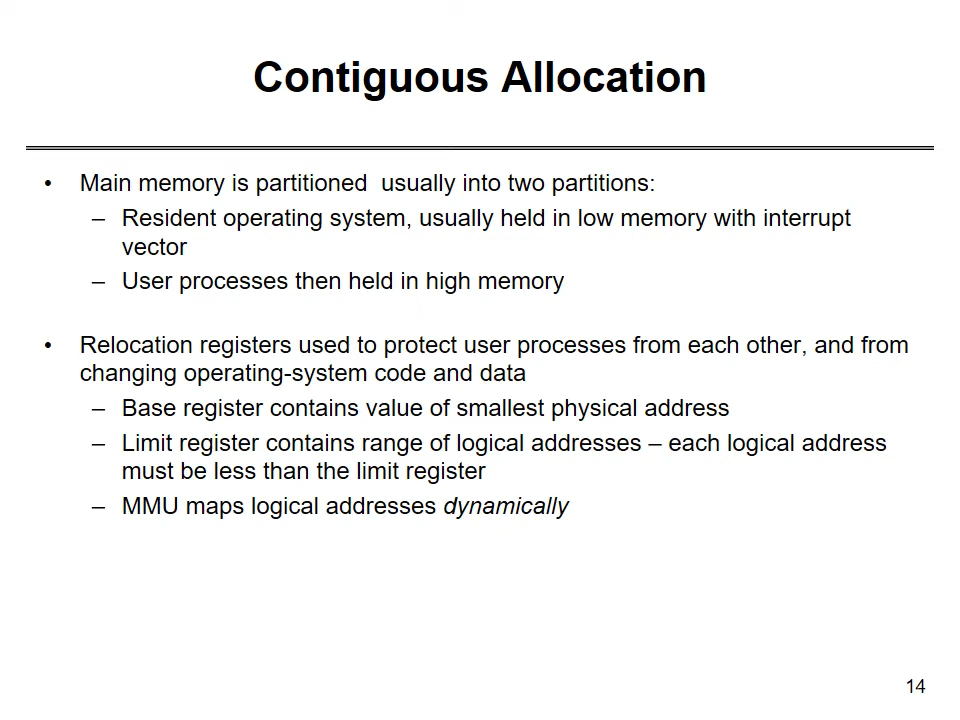 Contiguous Allocation
• Main memory is partitioned  usually into two partitions:
– Resident operating system, usually held in low memory with interrupt
vector
– User processes then held in high memory
• Relocation registers used to protect user processes from each other, and from
changing operating-system code and data
– Base register contains value of smallest physical address
– Limit register contains range of logical addresses – each logical address
must be less than the limit register
– MMU maps logical addresses dynamically
14